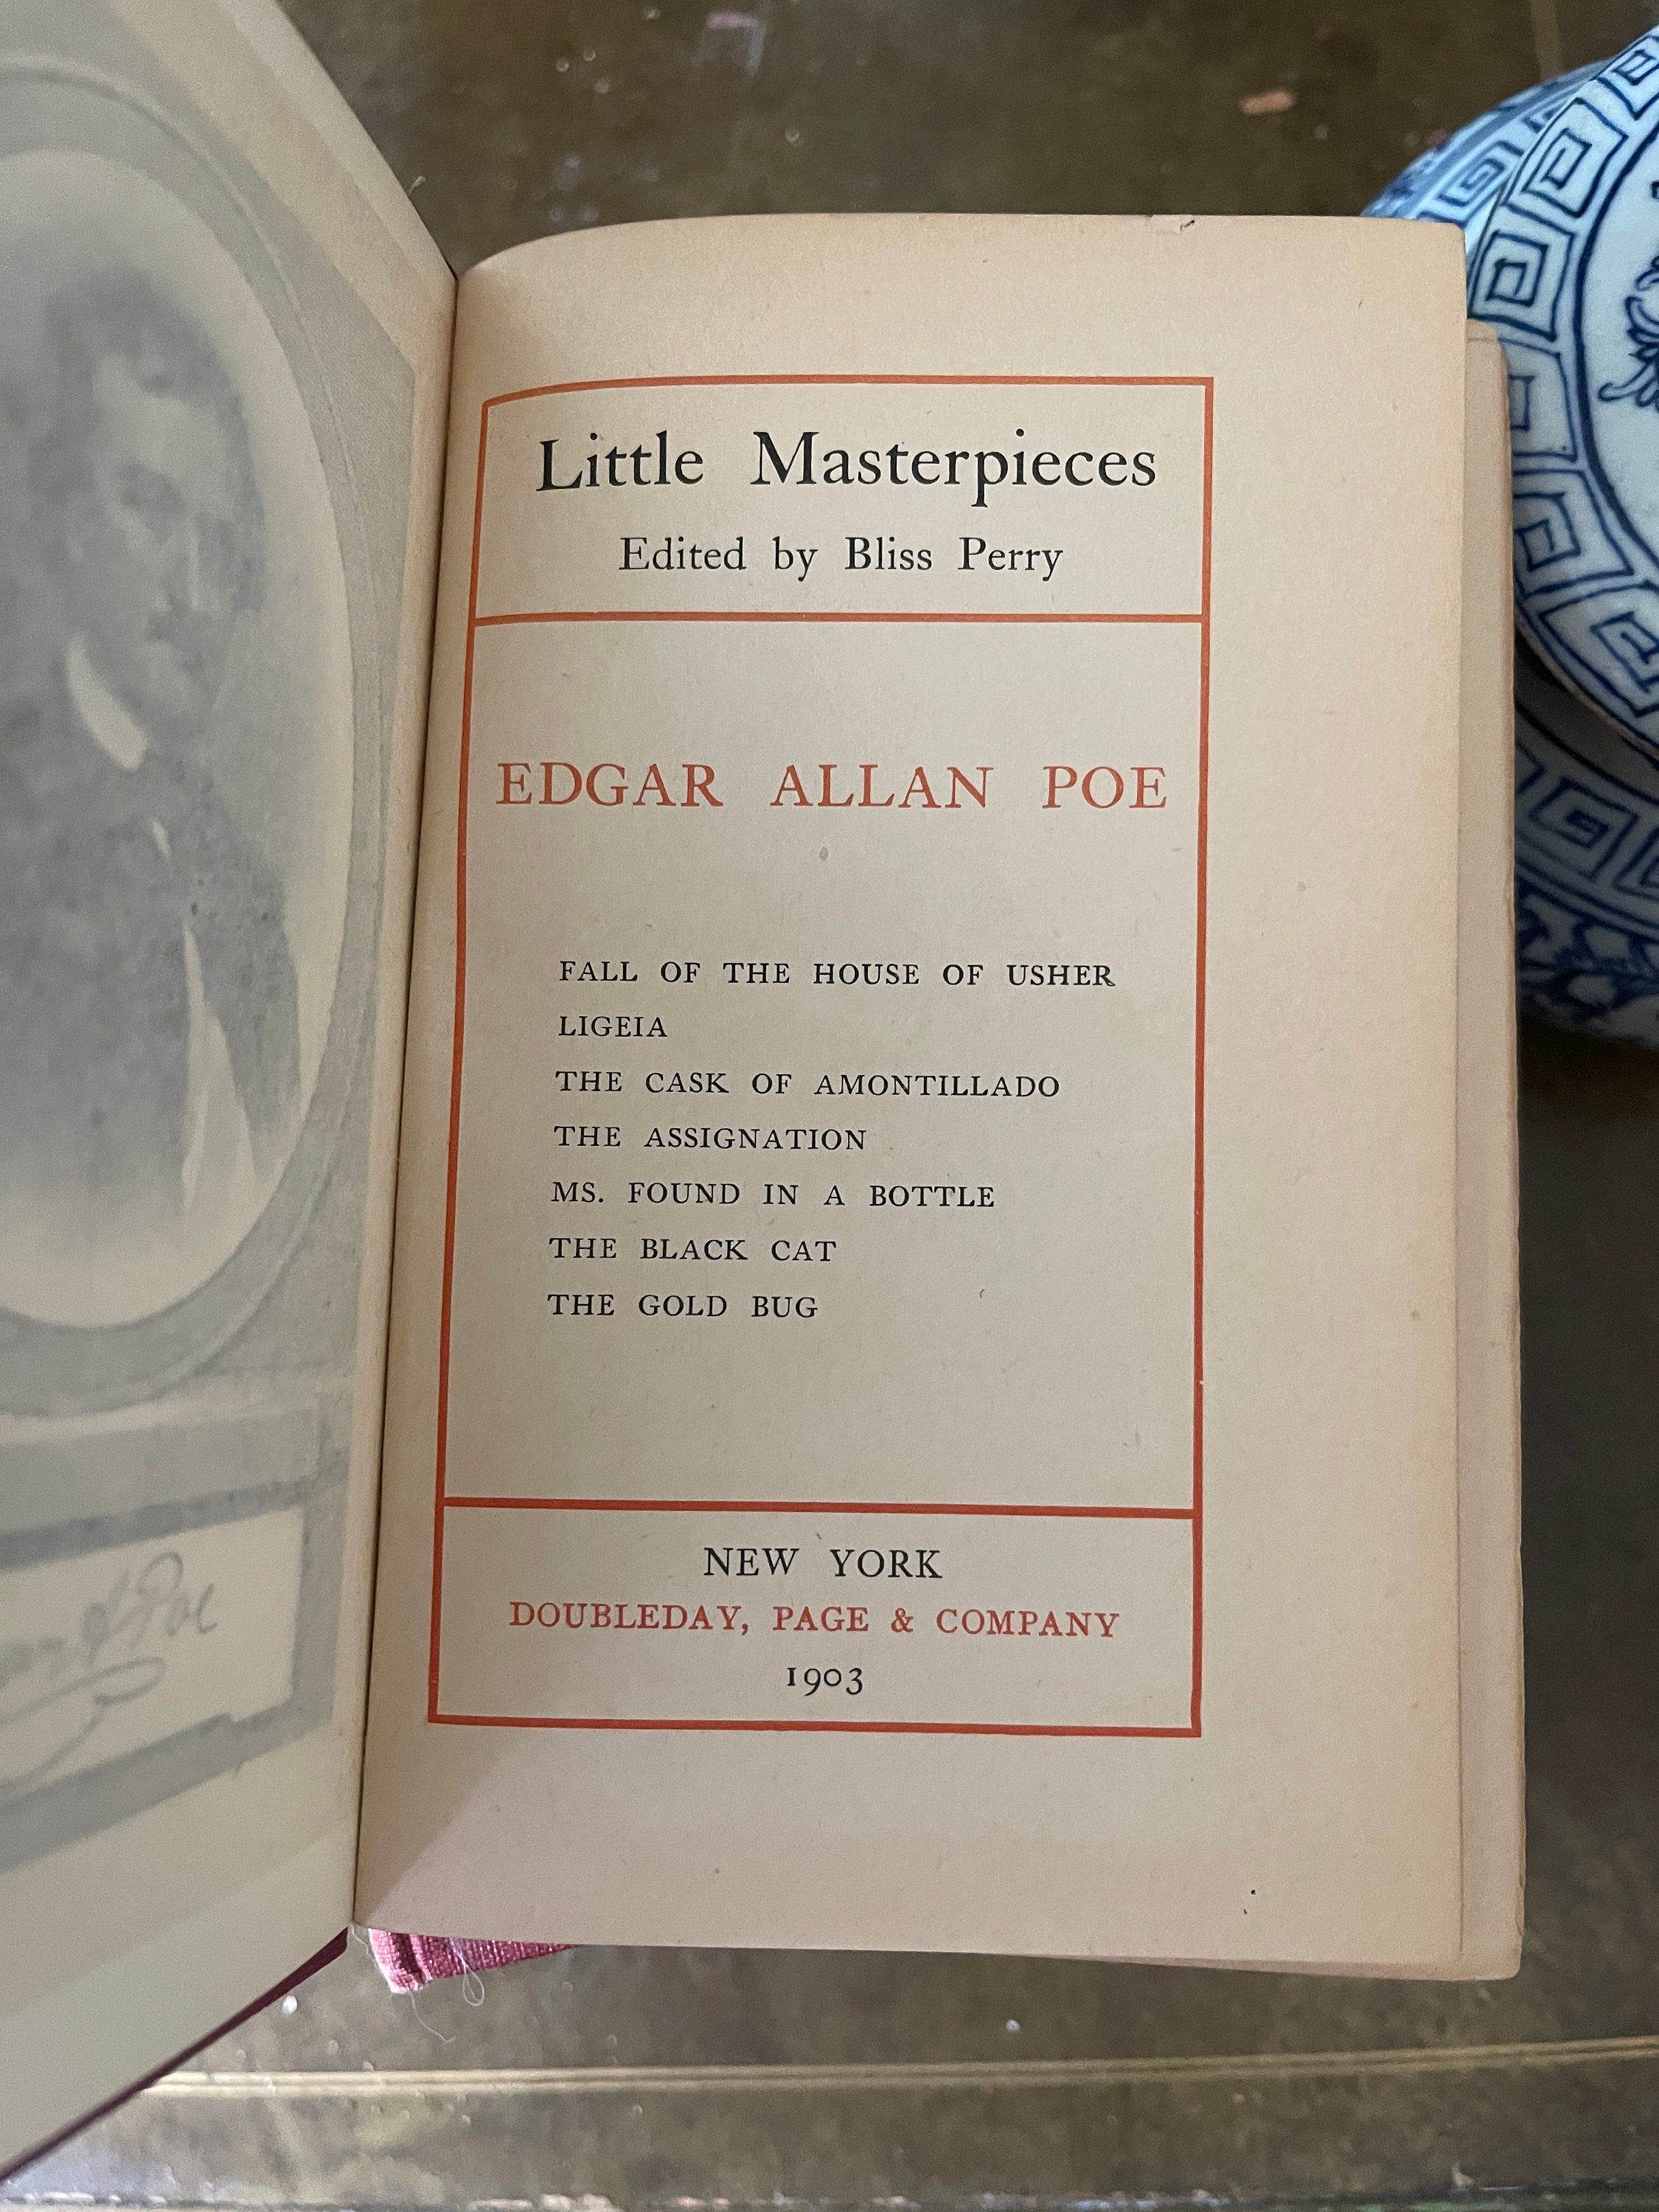 Little Masterpieces
Edited by Bliss Perry
EDGAR ALLAN POE
FALL OF THE HOUSE OF USHER
LIGEIA
THE CASK OF AMONTILLADO
THE ASSIGNATION
MS. FOUND IN A BOTTLE
THE BLACK CAT
THE GOLD BUG
NEW YORK
DOUBLEDAY, PAGE & COMPANY
1903